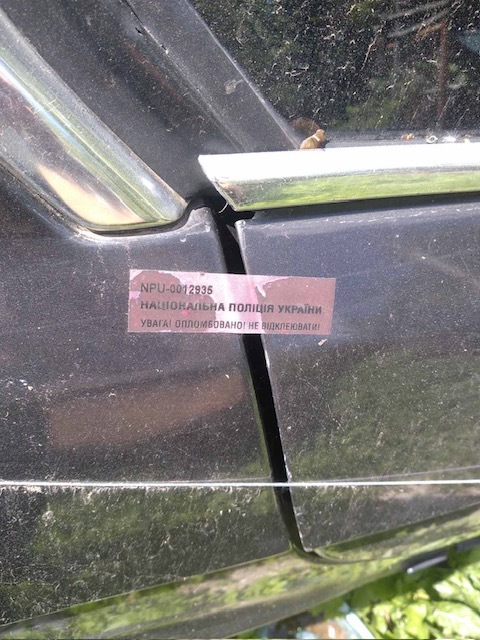 NPU-0012935
НАЦІОНАЛЬНА ПОЛІЦІЯ УКРАЇНИ
УВАГА! ОПЛОМБОВАНО! НЕ ВІДКЛЕЮВАТИ!